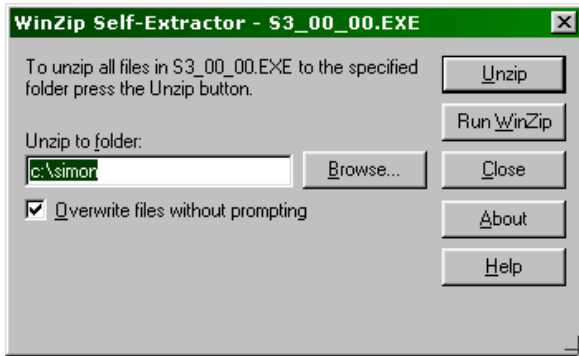 WinZip Self-Extractor - S3_00_00.EXE
To unzip all files in S3_00_00.EXE to the specified
folder press the Unzip button.
Unzip to folder:
c:\simon
Browse...
Overwrite files without prompting
Unzip
Run WinZip
Close
About
Help